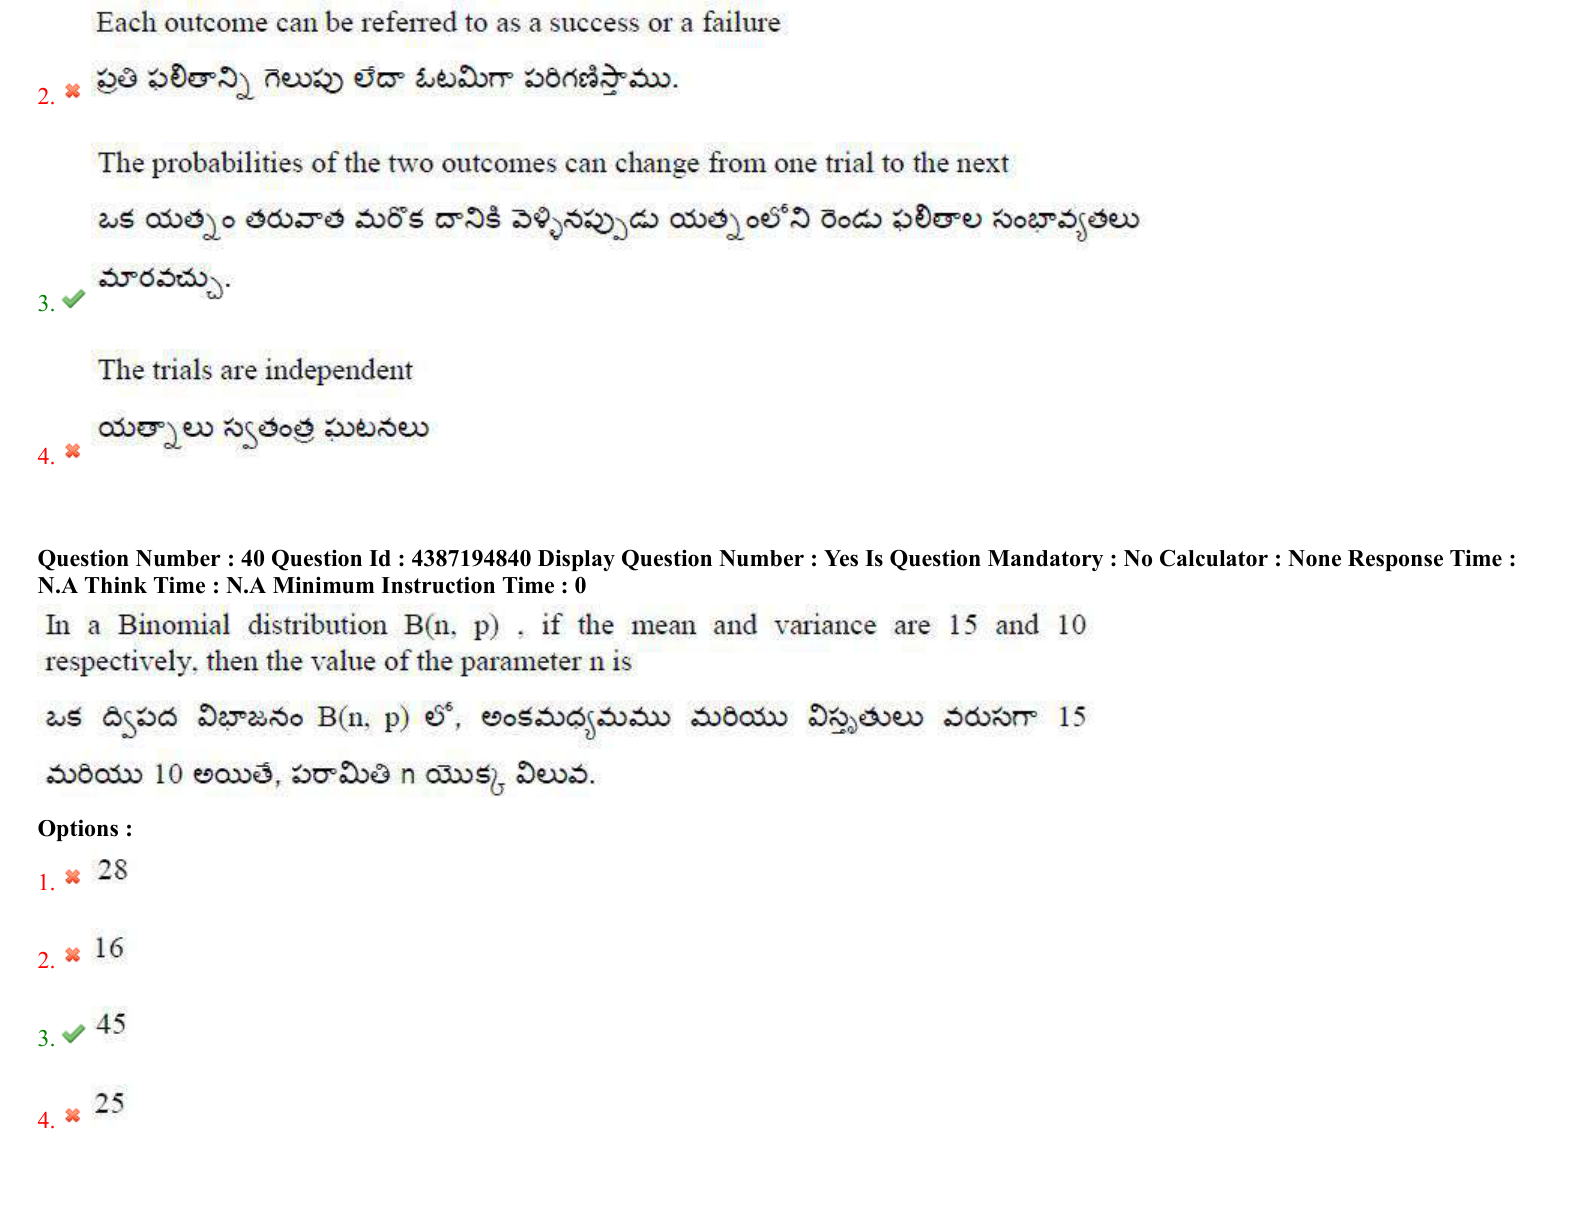 Each outcome can be referred to as a success or a failure
ప్రతి ఫలితాన్ని గెలుపు లేదా ఓటమిగా పరిగణిస్తాము.
2.
The probabilities of the two outcomes can change from one trial to the next
ఒక యత్నం తరువాత మరొక దానికి వెళ్ళినప్పుడు యత్నంలోని రెండు ఫలితాల సంభావ్యతలు
మారవచ్చు.
3.
The trials are independent
యత్నాలు స్వతంత్ర ఘటనలు
4.
Question Number : 40 Question Id : 4387194840 Display Question Number : Yes Is Question Mandatory : No Calculator : None Response Time :
N.A Think Time : N.A Minimum Instruction Time : 0
In a Binomial distribution B(n, p) , if the mean and variance are 15 and 10
respectively, then the value of the parameter n is
ఒక ద్విపద విభాజనం B(n, p) లో, అంకమధ్యమము మరియు విస్తృతులు వరుసగా 15
మరియు 10 అయితే, పరామితి n యొక్క విలువ.
Options :
1. 28
2. 16
3. 45
4. 25